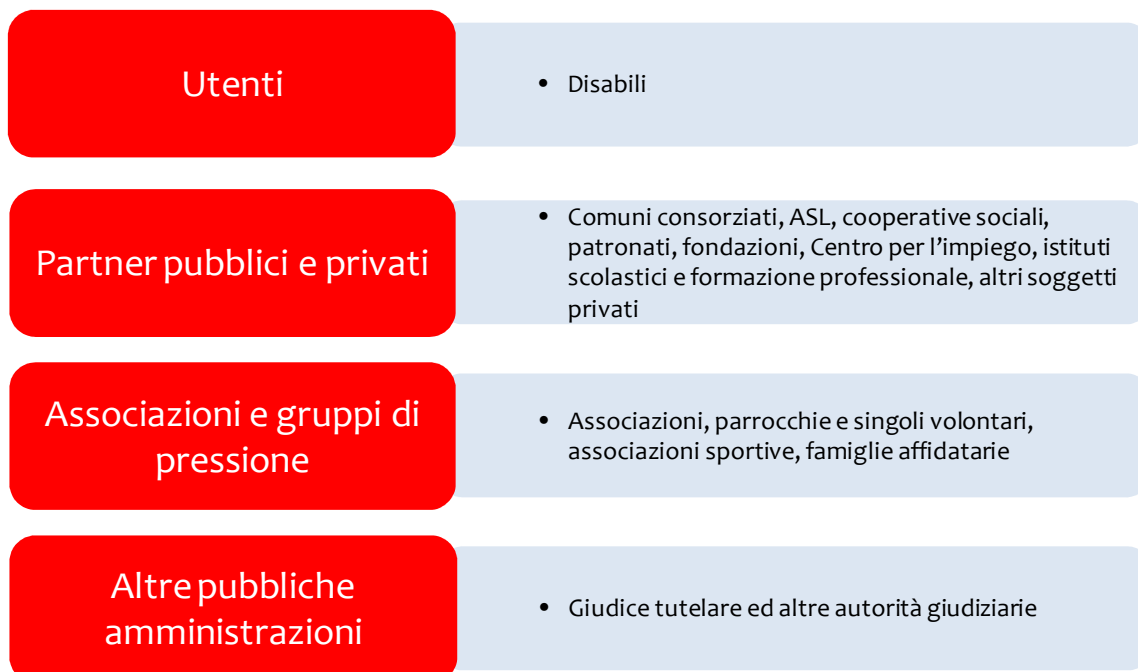 Utenti
• Disabili
Partner pubblici e privati
• Comuni consorziati, ASL, cooperative sociali,
patronati, fondazioni, Centro per l’impiego, istituti
scolastici e formazione professionale, altri soggetti
privati
Associazioni e gruppi di
pressione
• Associazioni, parrocchie e singoli volontari,
associazioni sportive, famiglie affidatarie
Altre pubbliche
amministrazioni
• Giudice tutelare ed altre autorità giudiziarie